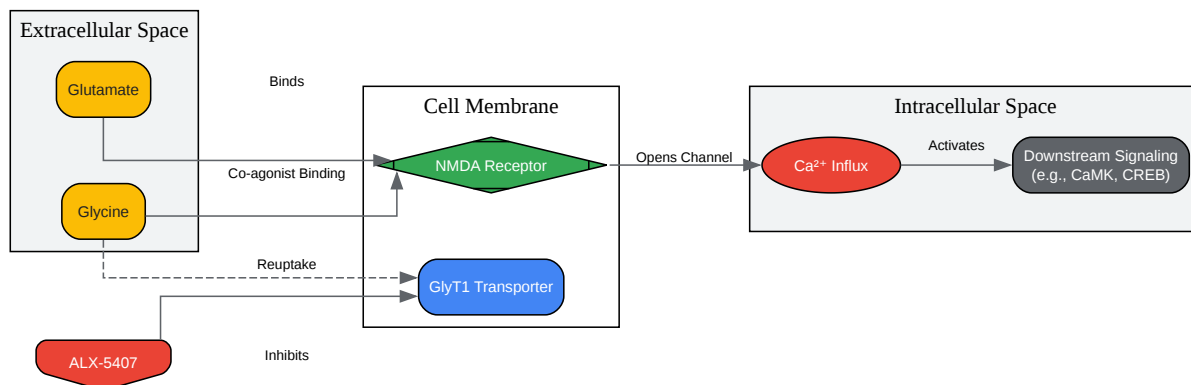 Extracellular Space
Glutamate
Binds
Cell Membrane
Intracellular Space
NMDA Receptor
Opens Channel
Ca²⁺ Influx
Activates
Downstream Signaling
(e.g., CaMK, CREB)
Co-agonist Binding
Glycine
Reuptake
GlyT1 Transporter
ALX-5407
Inhibits